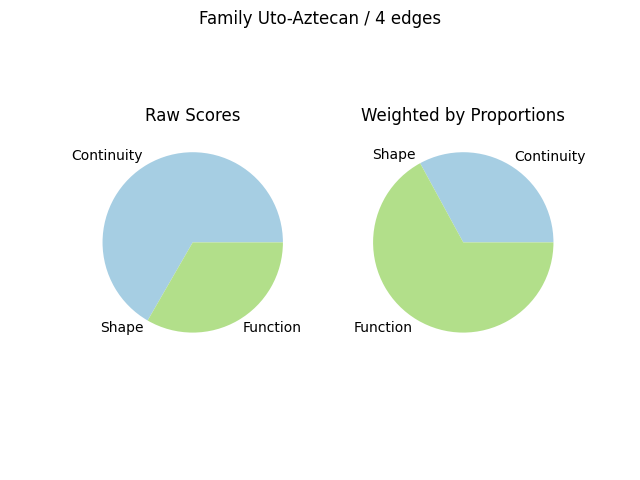 Family Uto-Aztecan / 4 edges
Raw Scores
Continuity
Shape
Function
Weighted by Proportions
Shape
Continuity
Function